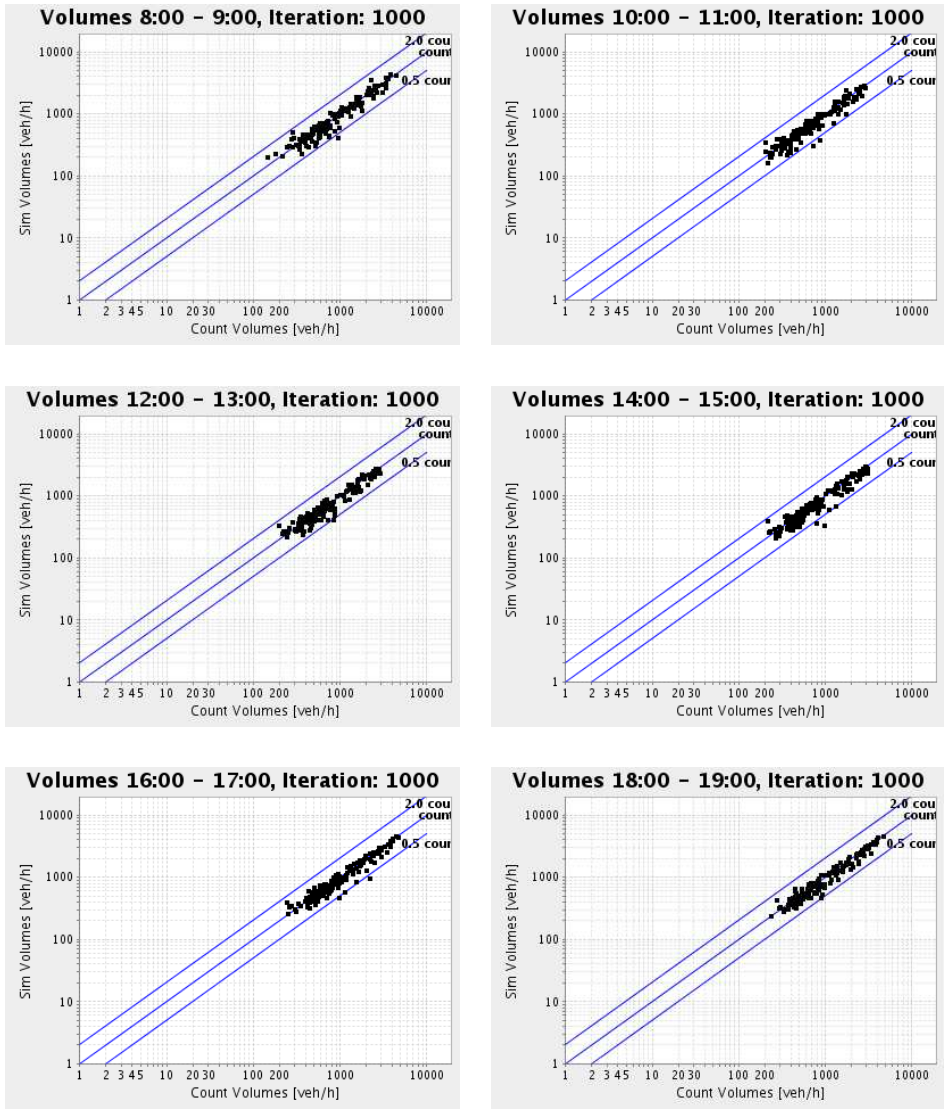 Volumes 8:00 - 9:00, Iteration: 1000
2.0 cou
count
0.5 cour
10000
1000
100
10
1
Sim Volumes [veh/h]
1 2 3 4 5 10 20 30 100 200 1000 10000
Count Volumes [veh/h]
Volumes 10:00 - 11:00, Iteration: 1000
2.0 cou
count
0.5 cour
10000
1000
100
10
1
Sim Volumes [veh/h]
1 2 3 4 5 10 20 30 100 200 1000 10000
Count Volumes [veh/h]
Volumes 12:00 - 13:00, Iteration: 1000
2.0 cou
count
0.5 cour
10000
1000
100
10
1
Sim Volumes [veh/h]
1 2 3 4 5 10 20 30 100 200 1000 10000
Count Volumes [veh/h]
Volumes 14:00 - 15:00, Iteration: 1000
2.0 cou
count
0.5 cour
10000
1000
100
10
1
Sim Volumes [veh/h]
1 2 3 4 5 10 20 30 100 200 1000 10000
Count Volumes [veh/h]
Volumes 16:00 - 17:00, Iteration: 1000
2.0 cou
count
0.5 cour
10000
1000
100
10
1
Sim Volumes [veh/h]
1 2 3 4 5 10 20 30 100 200 1000 10000
Count Volumes [veh/h]
Volumes 18:00 - 19:00, Iteration: 1000
2.0 cou
count
0.5 cour
10000
1000
100
10
1
Sim Volumes [veh/h]
1 2 3 4 5 10 20 30 100 200 1000 10000
Count Volumes [veh/h]